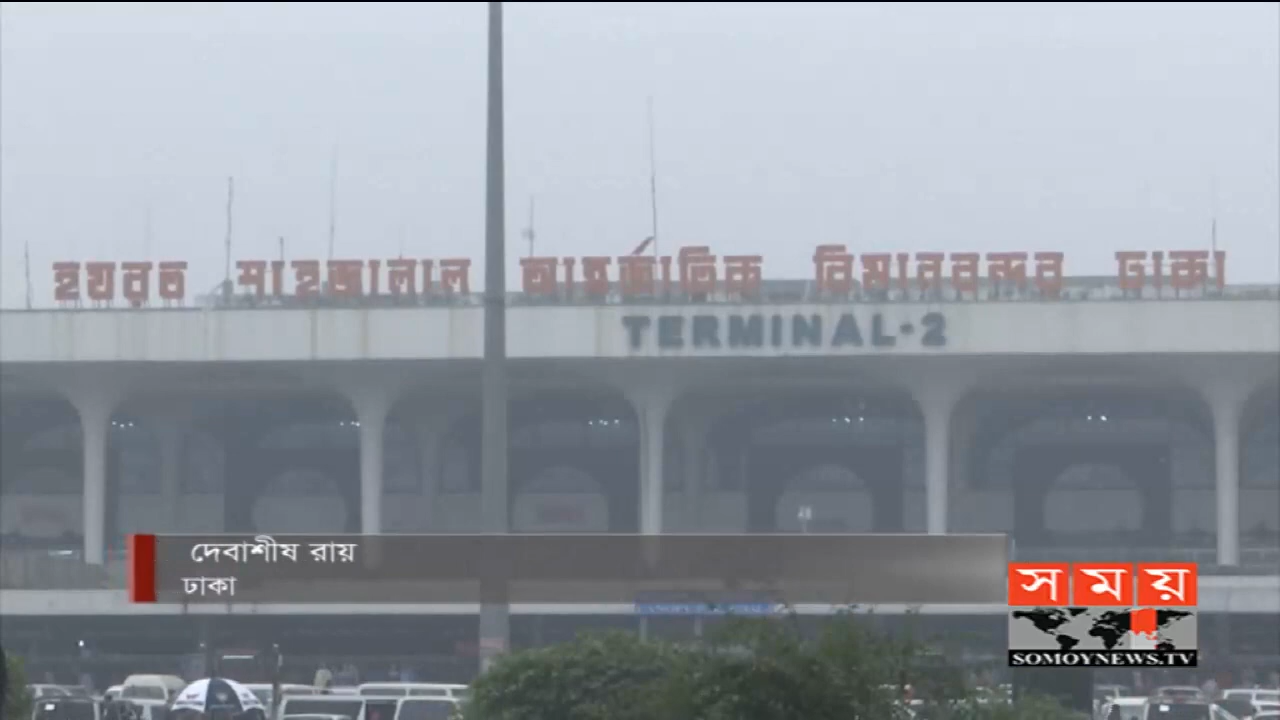 হযরত শাহজালাল আন্তর্জাতিক বিমানবন্দর ঢাকা
TERMINAL-2
দেবাশীষ রায়
ঢাকা
সময়
SOMOYNEWS.TV